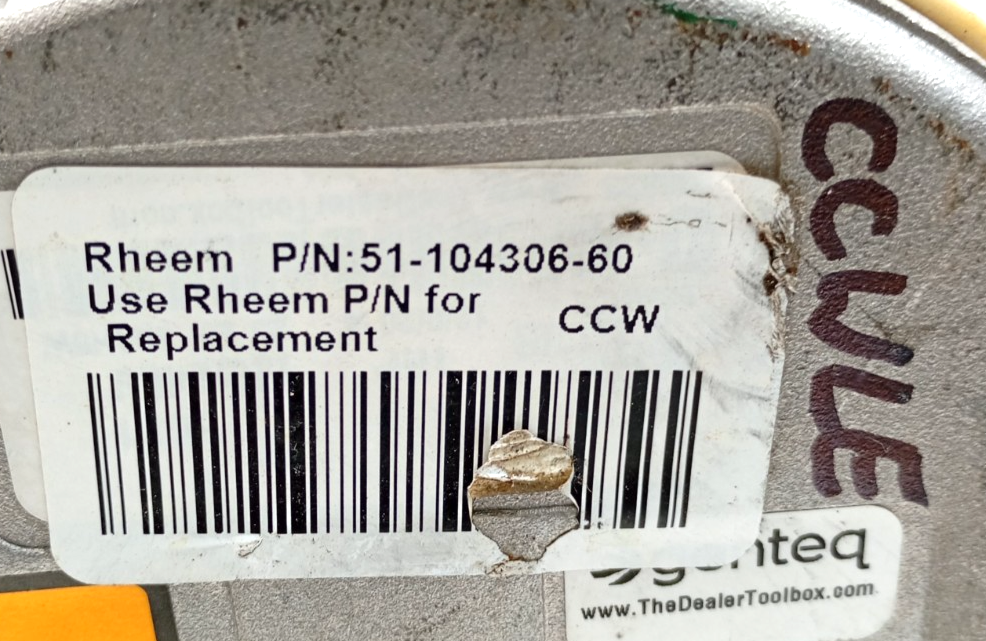 Rheem P/N:51-104306-60
Use Rheem P/N for
Replacement
CCW
CCWLE
genteq
www.TheDealerToolbox.com